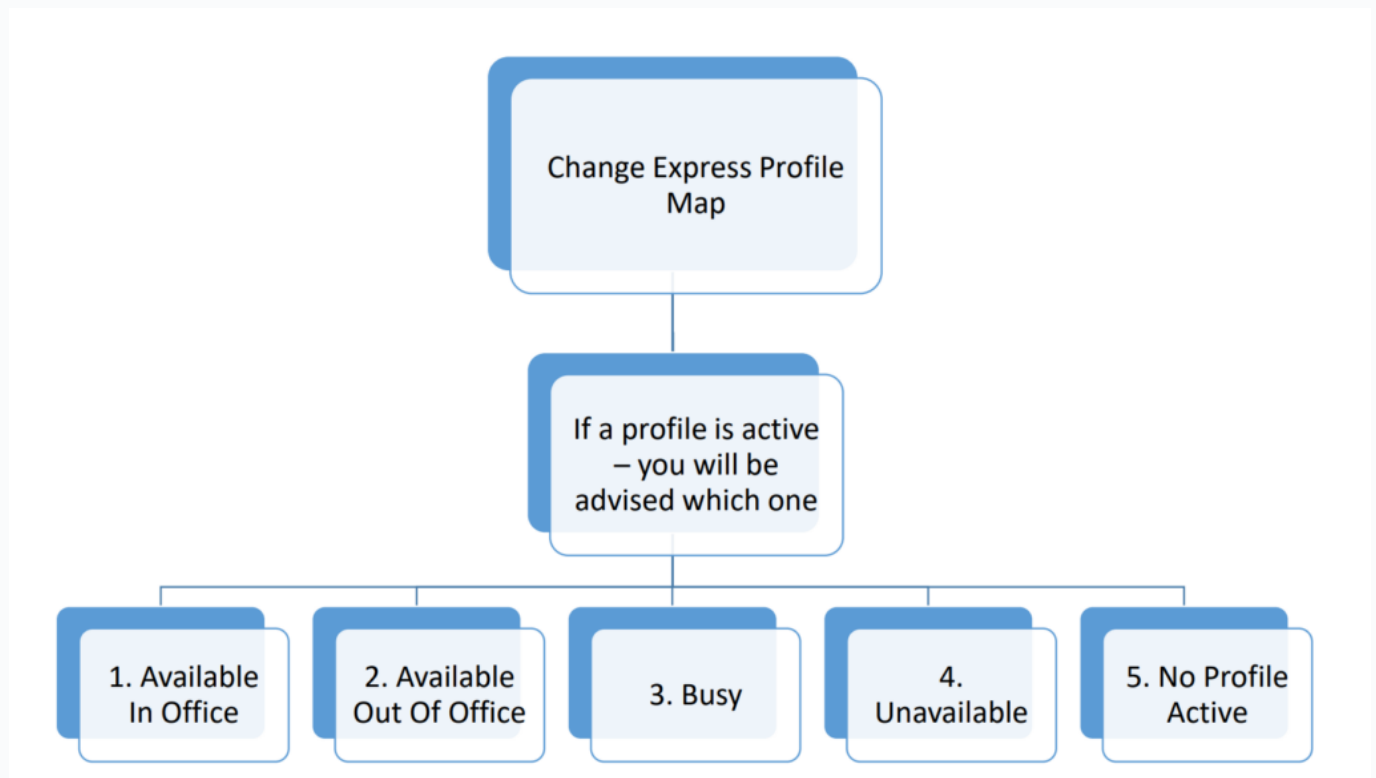 Change Express Profile
Map
If a profile is active
– you will be
advised which one
1. Available
In Office
2. Available
Out Of Office
3. Busy
4.
Unavailable
5. No Profile
Active